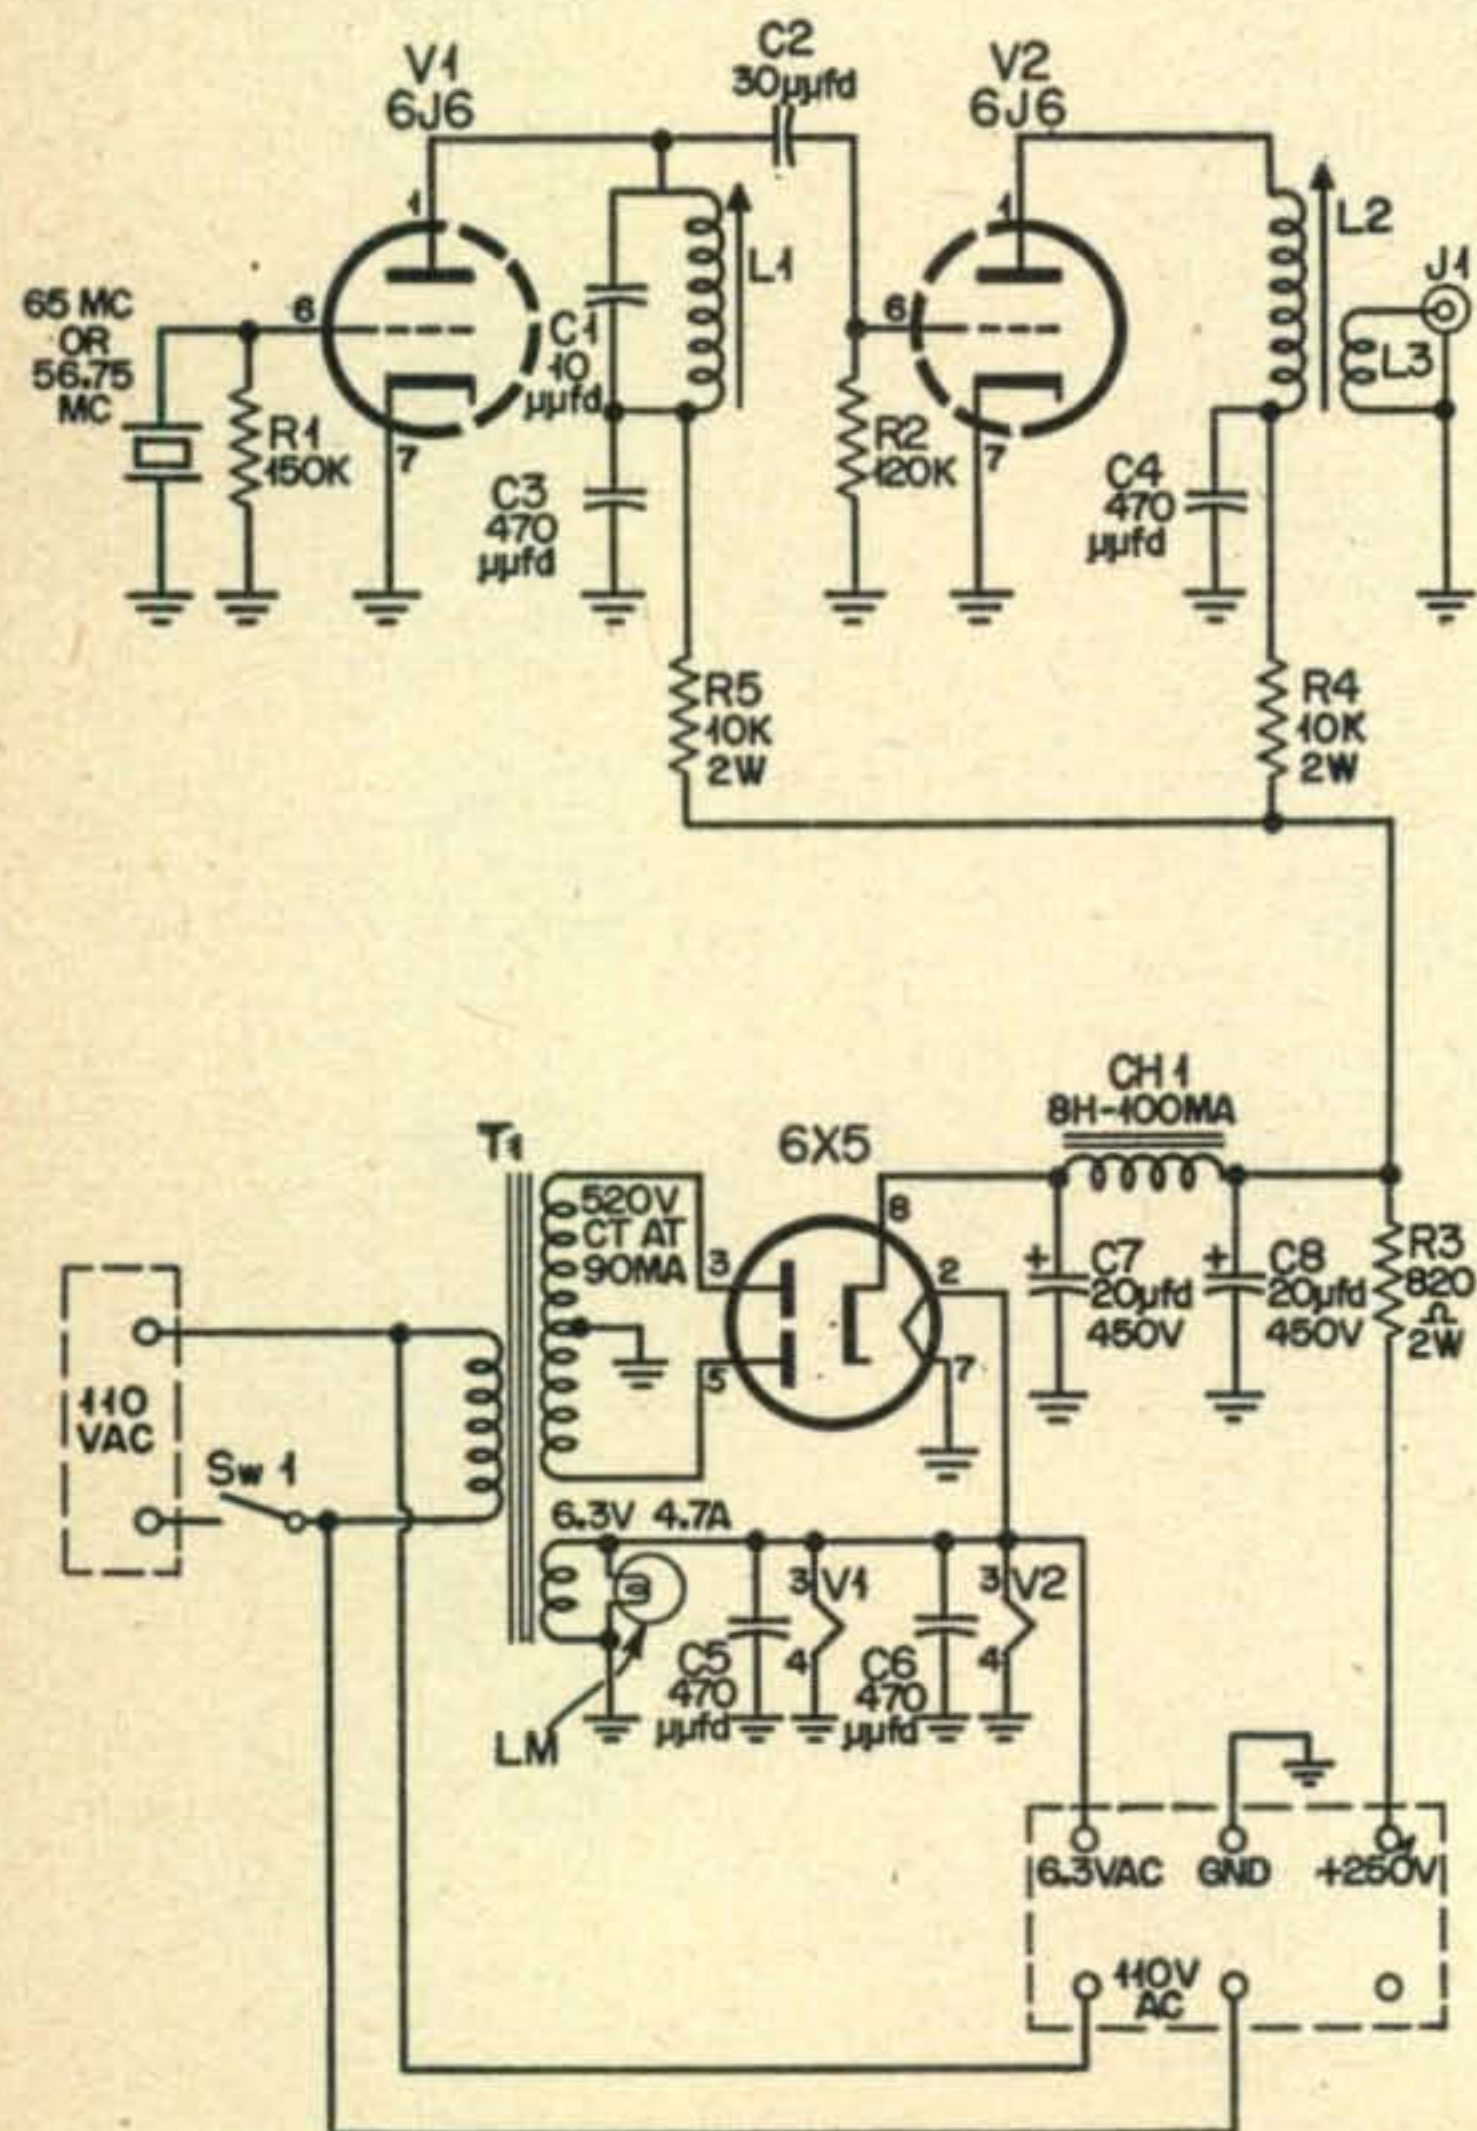 V1
6J6
C2
30µµfd
V2
6J6
1
1
L1
L2
J1
65 MC
OR
56.75
MC
6
C1
10
µµfd
6
L3
R1
150K
7
R2
120K
7
C3
470
µµfd
C4
470
µµfd
R5
10K
2W
R4
10K
2W
CH1
8H-100MA
T1
6X5
520V
CT AT
90MA
8
3
2
+
C7
20µfd
450V
+
C8
20µfd
450V
R3
820
Ω
2W
5
7
110
VAC
Sw 1
6.3V 4.7A
3
V1
3
V2
4
4
C5
470
µµfd
C6
470
µµfd
LM
6.3VAC
GND
+250V
110V
AC